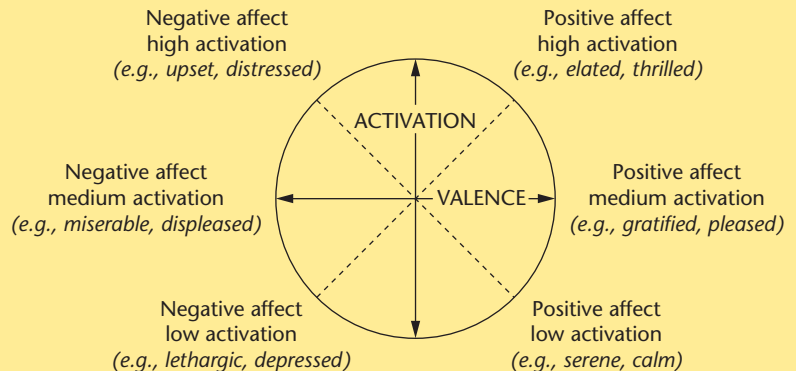 Negative affect
high activation
(e.g., upset, distressed)
Positive affect
high activation
(e.g., elated, thrilled)
ACTIVATION
Negative affect
medium activation
(e.g., miserable, displeased)
VALENCE
Positive affect
medium activation
(e.g., gratified, pleased)
Negative affect
low activation
(e.g., lethargic, depressed)
Positive affect
low activation
(e.g., serene, calm)